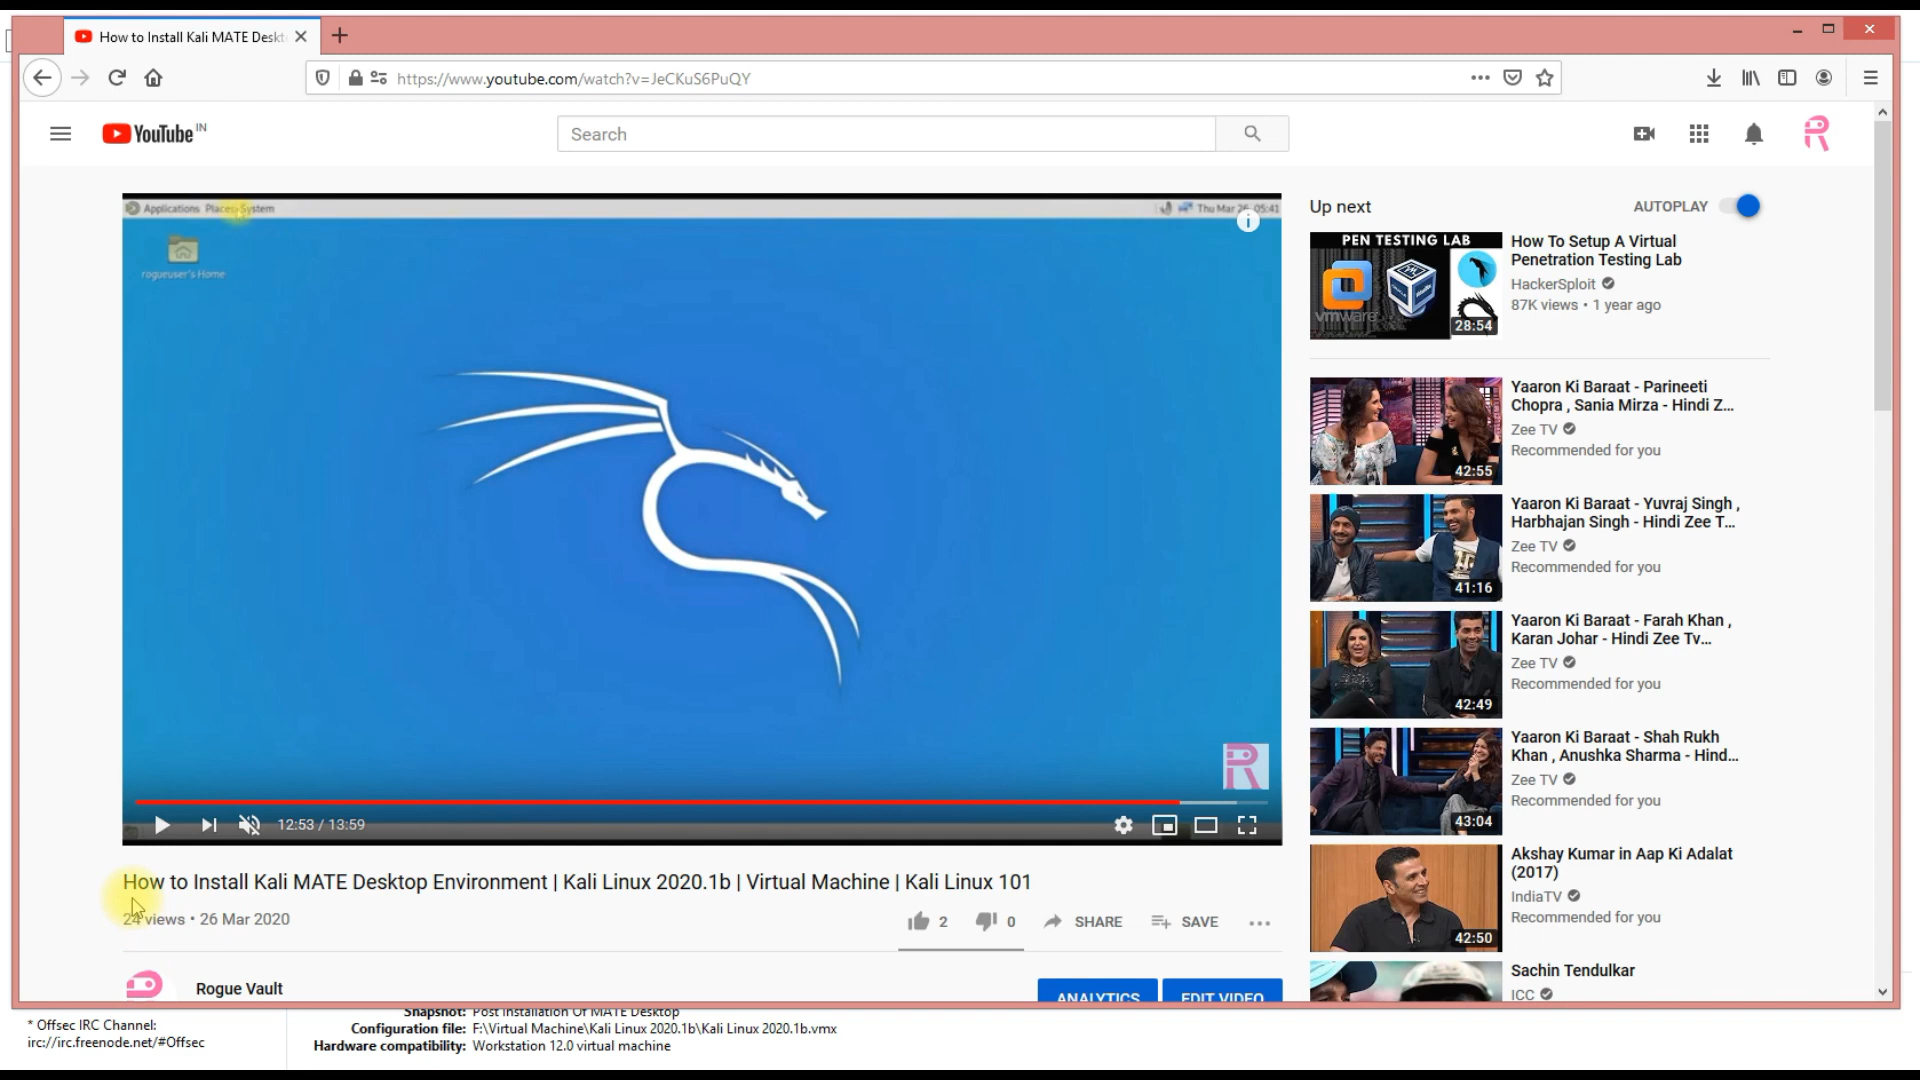 How to Install Kali MATE Deskt
https://www.youtube.com/watch?v=JeCKuS6PuQY
YouTube IN
Search
Applications Places System
Thu Mar 26, 05:41
rogueuser's Home
12:53 / 13:59
How to Install Kali MATE Desktop Environment | Kali Linux 2020.1b | Virtual Machine | Kali Linux 101
24 views • 26 Mar 2020
2
0
SHARE
SAVE
Rogue Vault
ANALYTICS
EDIT VIDEO
Up next
AUTOPLAY
PEN TESTING LAB
vmware
28:54
How To Setup A Virtual
Penetration Testing Lab
HackerSploit
87K views • 1 year ago
42:55
Yaaron Ki Baraat - Parineeti
Chopra , Sania Mirza - Hindi Z...
Zee TV
Recommended for you
41:16
Yaaron Ki Baraat - Yuvraj Singh ,
Harbhajan Singh - Hindi Zee T...
Zee TV
Recommended for you
42:49
Yaaron Ki Baraat - Farah Khan ,
Karan Johar - Hindi Zee Tv...
Zee TV
Recommended for you
43:04
Yaaron Ki Baraat - Shah Rukh
Khan , Anushka Sharma - Hind...
Zee TV
Recommended for you
42:50
Akshay Kumar in Aap Ki Adalat
(2017)
IndiaTV
Recommended for you
Sachin Tendulkar
ICC
* Offsec IRC Channel:
irc://irc.freenode.net/#Offsec
Snapshot: Post Installation Of MATE Desktop
Configuration file: F:\Virtual Machine\Kali Linux 2020.1b\Kali Linux 2020.1b.vmx
Hardware compatibility: Workstation 12.0 virtual machine